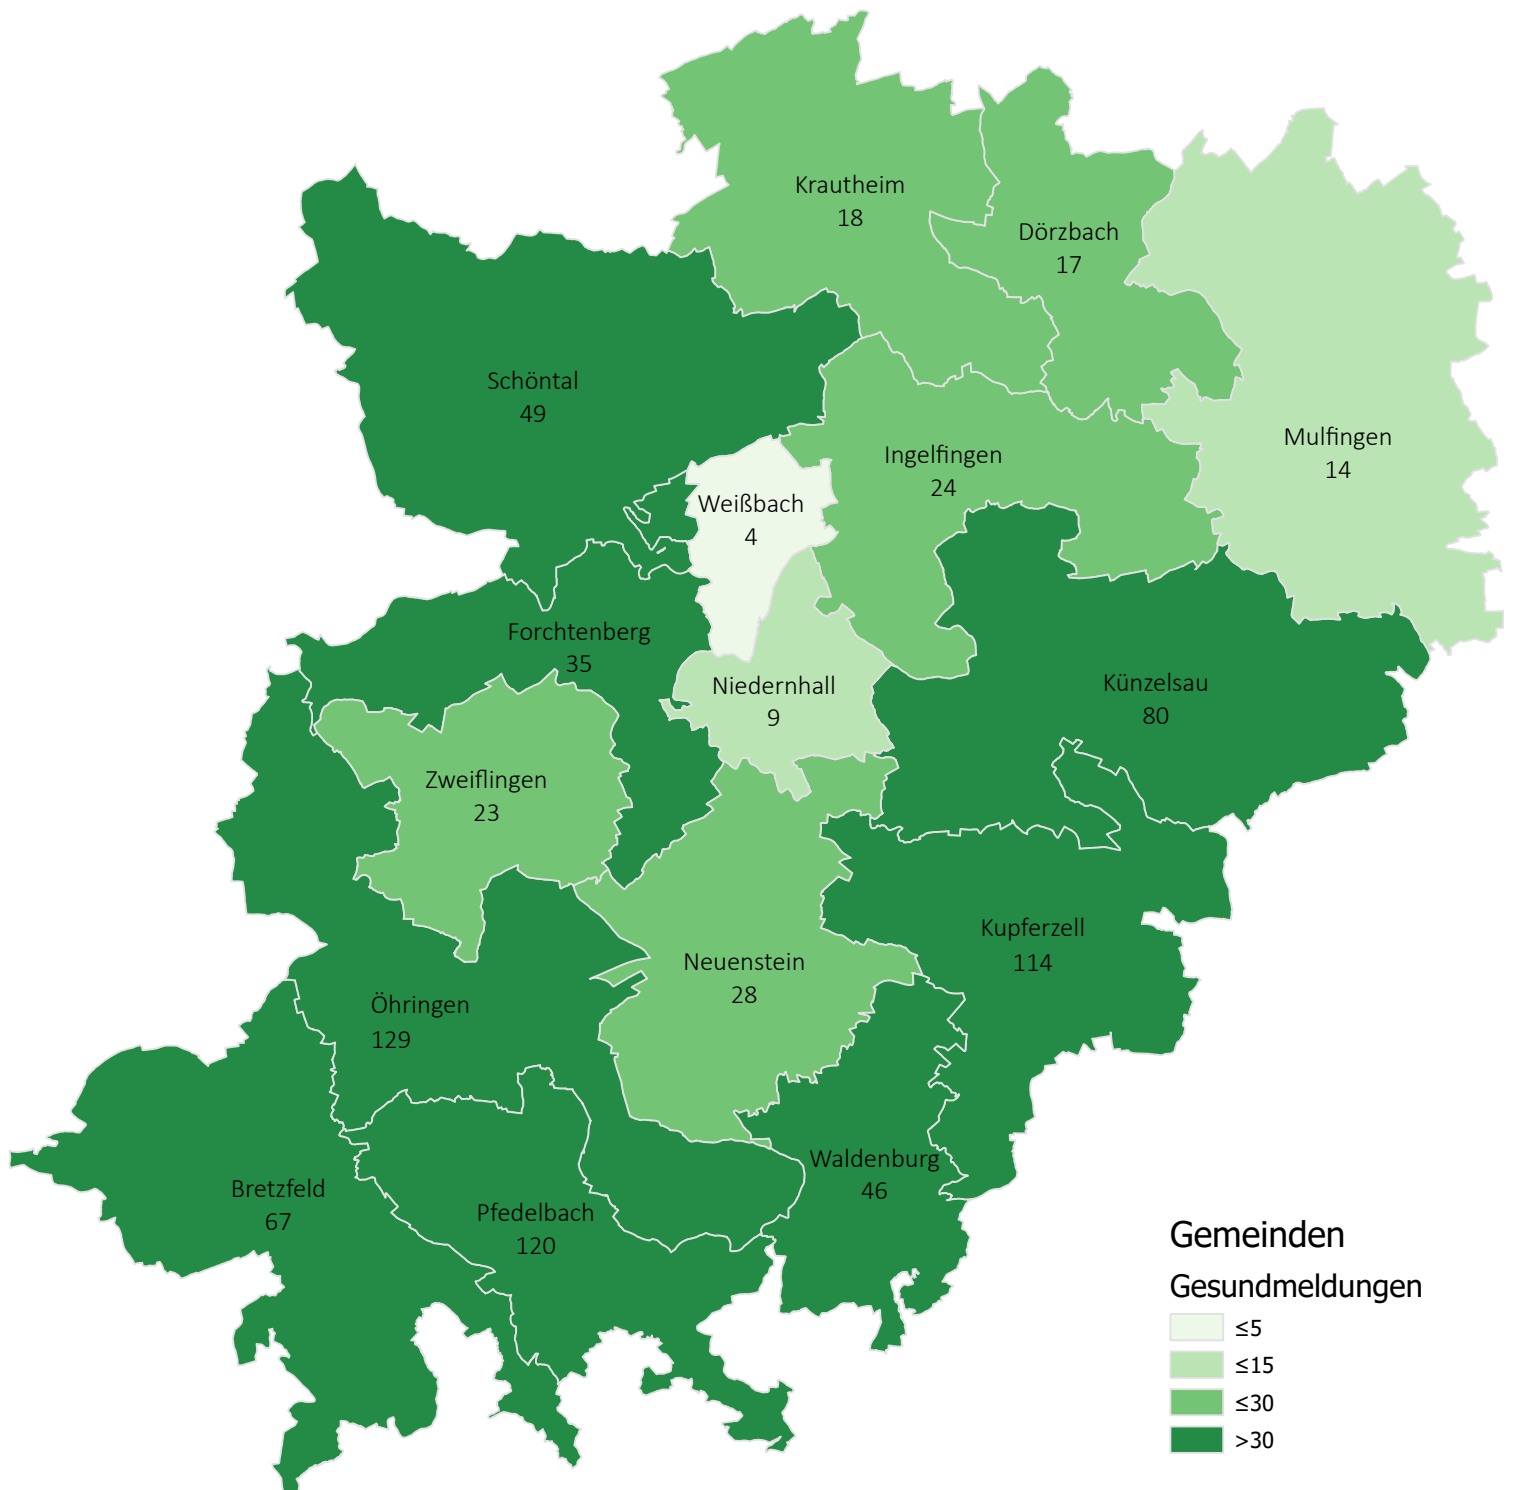 Krautheim
18
Dörzbach
17
Schöntal
49
Mulfingen
14
Ingelfingen
24
Weißbach
4
Forchtenberg
35
Niedernhall
9
Künzelsau
80
Zweiflingen
23
Kupferzell
114
Neuenstein
28
Öhringen
129
Waldenburg
46
Bretzfeld
67
Pfedelbach
120
Gemeinden
Gesundmeldungen
≤5
≤15
≤30
>30